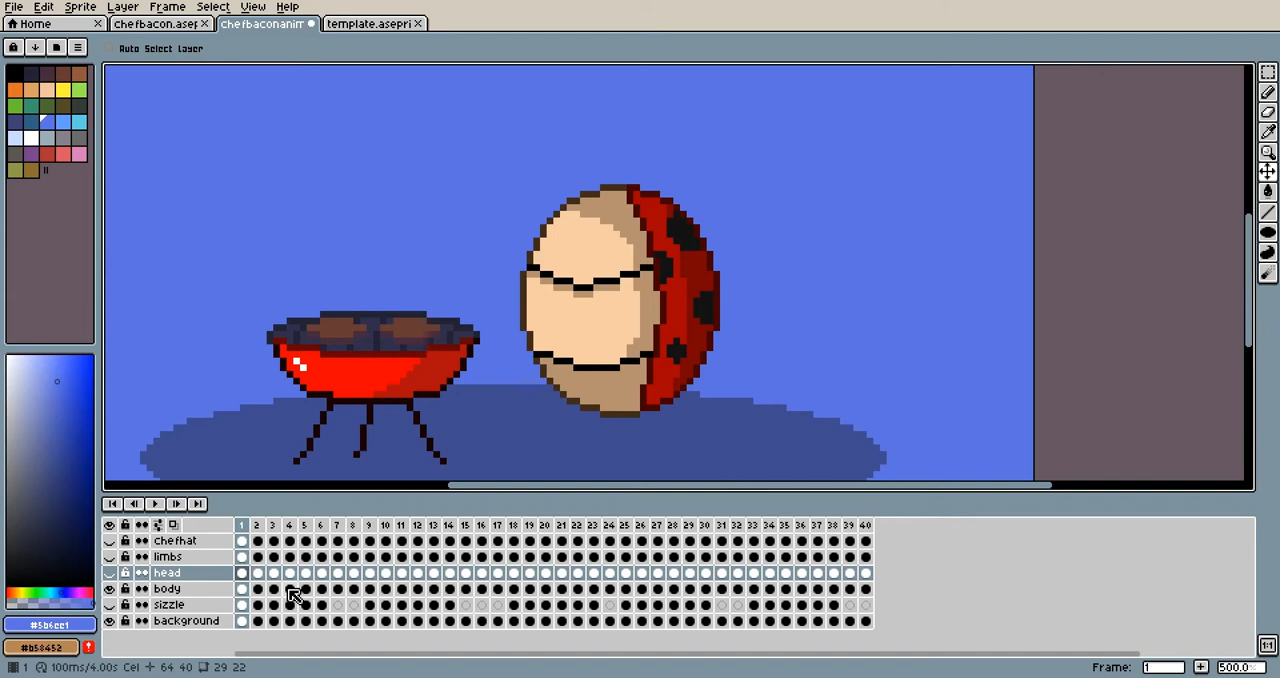 File Edit Sprite Layer Frame Select View Help
Home chefbacon.asep chefbaconanim template.asepri
Auto Select Layer
1 2 3 4 5 6 7 8 9 10 11 12 13 14 15 16 17 18 19 20 21 22 23 24 25 26 27 28 29 30 31 32 33 34 35 36 37 38 39 40
chefhat
limbs
head
body
sizzle
background
#5b6ee1
#b58452
1 100ms/4.00s Cel 64 40 29 22
Frame: 1 500.0
1:1